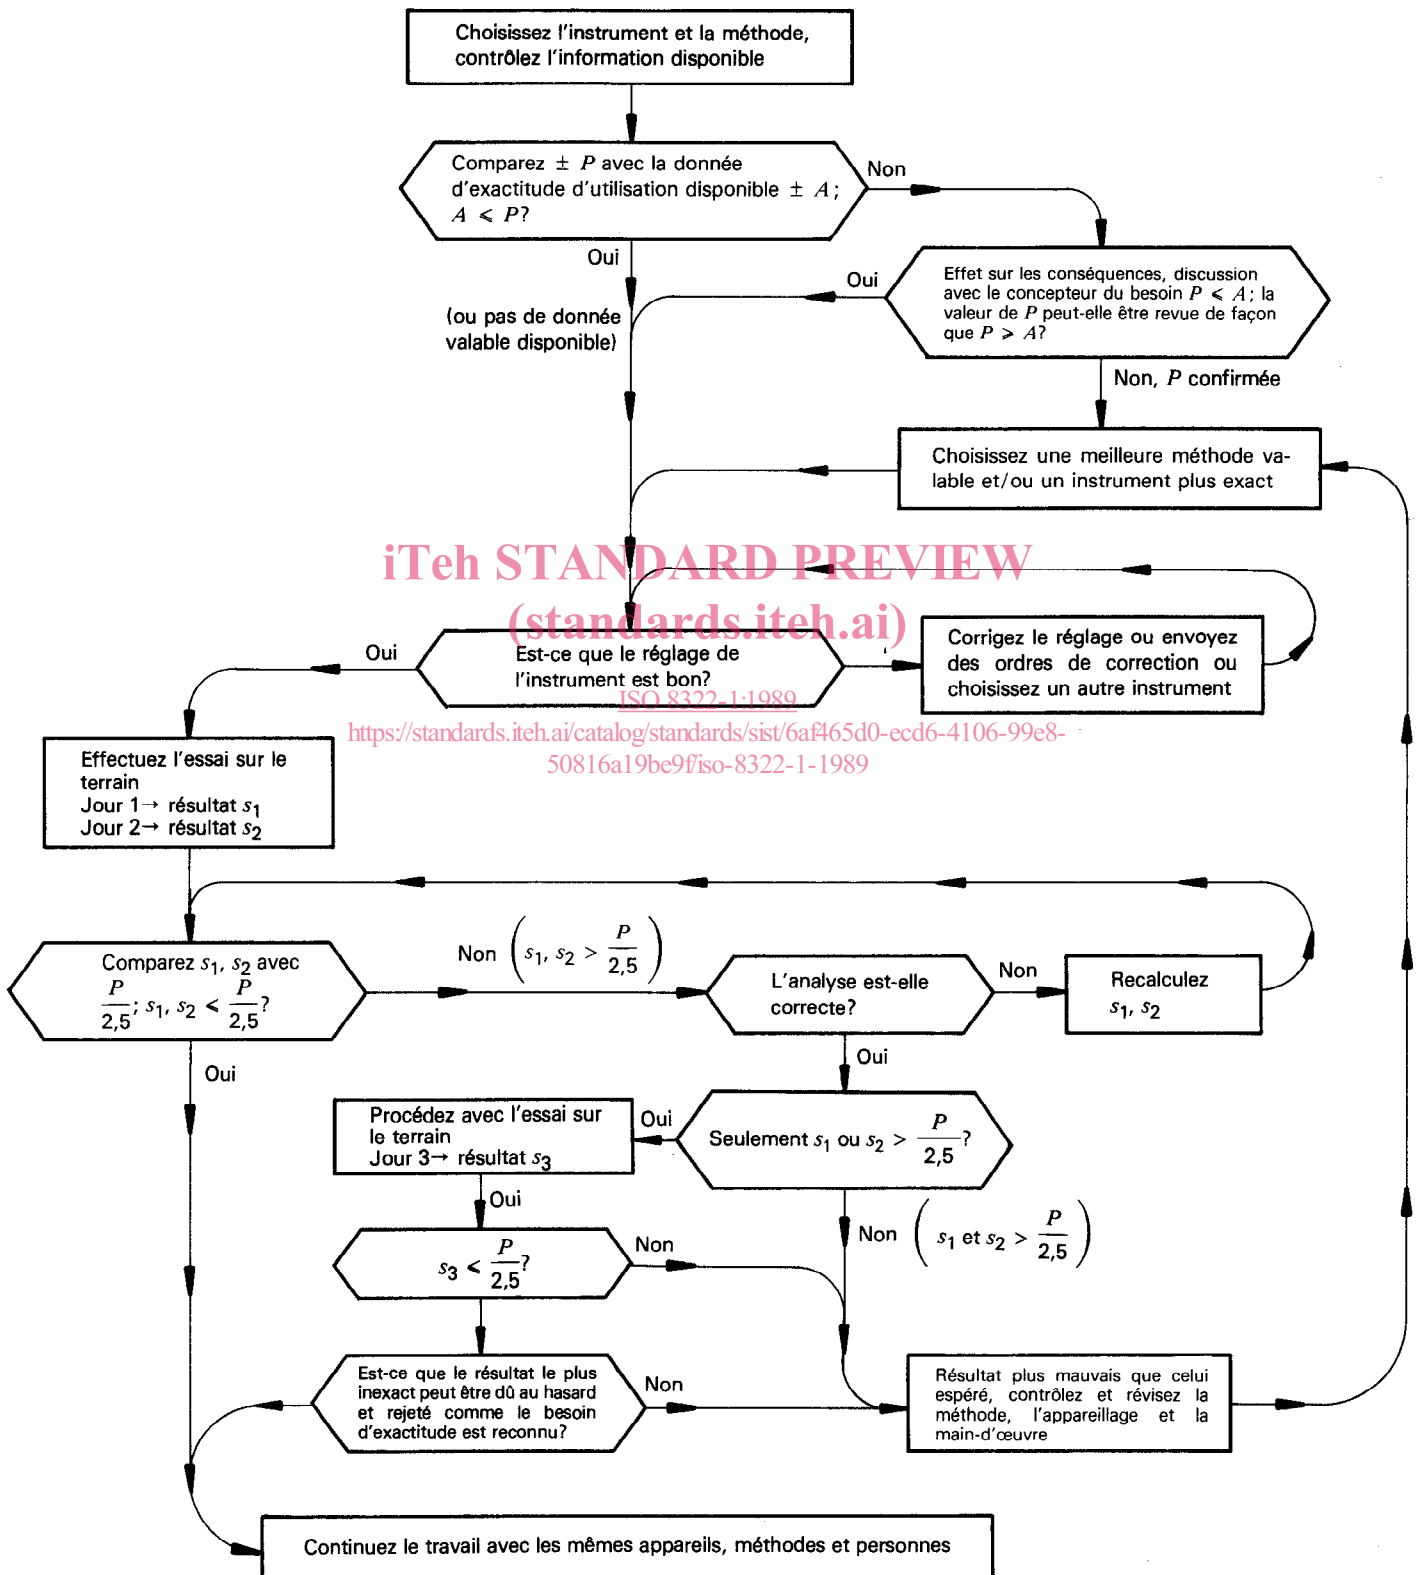 Choisissez l'instrument et la méthode,
contrôlez l'information disponible
Comparez ± P avec la donnée
d'exactitude d'utilisation disponible ± A;
A ⩽ P?
Non
Oui
(ou pas de donnée
valable disponible)
Oui
Effet sur les conséquences, discussion
avec le concepteur du besoin P ⩽ A; la
valeur de P peut-elle être revue de façon
que P ⩾ A?
Non, P confirmée
Choisissez une meilleure méthode va-
lable et/ou un instrument plus exact
iTeh STANDARD PREVIEW
(standards.iteh.ai)
Oui
Est-ce que le réglage de
l'instrument est bon?
Corrigez le réglage ou envoyez
des ordres de correction ou
choisissez un autre instrument
ISO 8322-1:1989
https://standards.iteh.ai/catalog/standards/sist/6af465d0-ecd6-4106-99e8-
50816a19be9f/iso-8322-1-1989
Effectuez l'essai sur le
terrain
Jour 1→ résultat s1
Jour 2→ résultat s2
Comparez s1, s2 avec
P/2,5; s1, s2 ⩽ P/2,5?
Non (s1, s2 > P/2,5)
L'analyse est-elle
correcte?
Non
Recalculez
s1, s2
Oui
Oui
Procédez avec l'essai sur
le terrain
Jour 3→ résultat s3
Oui
Seulement s1 ou s2 > P/2,5?
Oui
Non (s1 et s2 > P/2,5)
s3 ⩽ P/2,5?
Non
Est-ce que le résultat le plus
inexact peut être dû au hasard
et rejeté comme le besoin
d'exactitude est reconnu?
Non
Résultat plus mauvais que celui
espéré, contrôlez et révisez la
méthode, l'appareillage et la
main-d'œuvre
Continuez le travail avec les mêmes appareils, méthodes et personnes